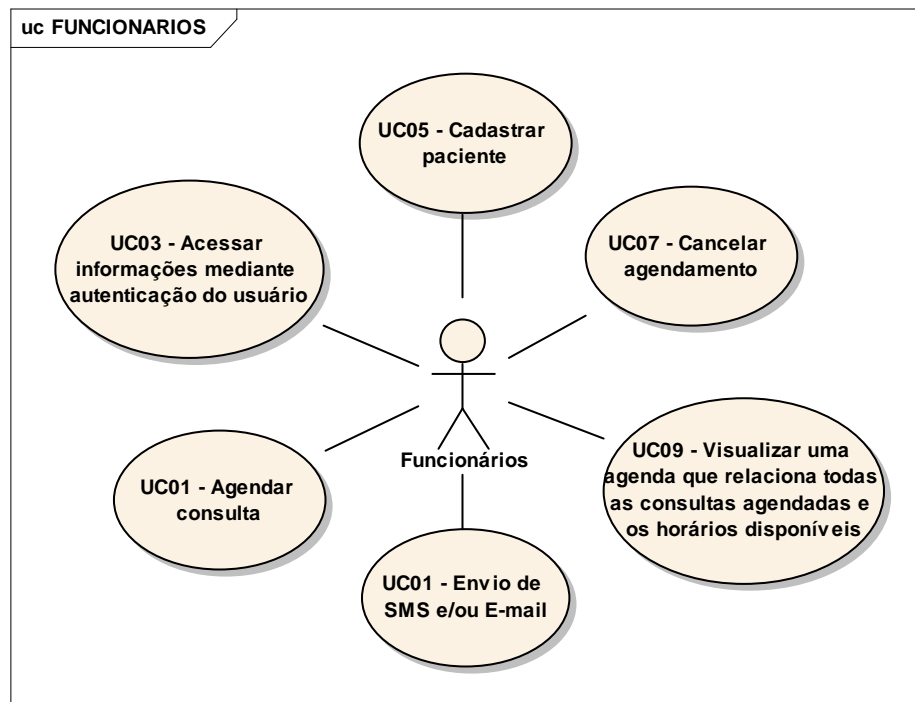 uc FUNCIONARIOS
UC05 - Cadastrar
paciente
UC03 - Acessar
informações mediante
autenticação do usuário
UC07 - Cancelar
agendamento
Funcionários
UC01 - Agendar
consulta
UC09 - Visualizar uma
agenda que relaciona todas
as consultas agendadas e
os horários disponíveis
UC01 - Envio de
SMS e/ou E-mail